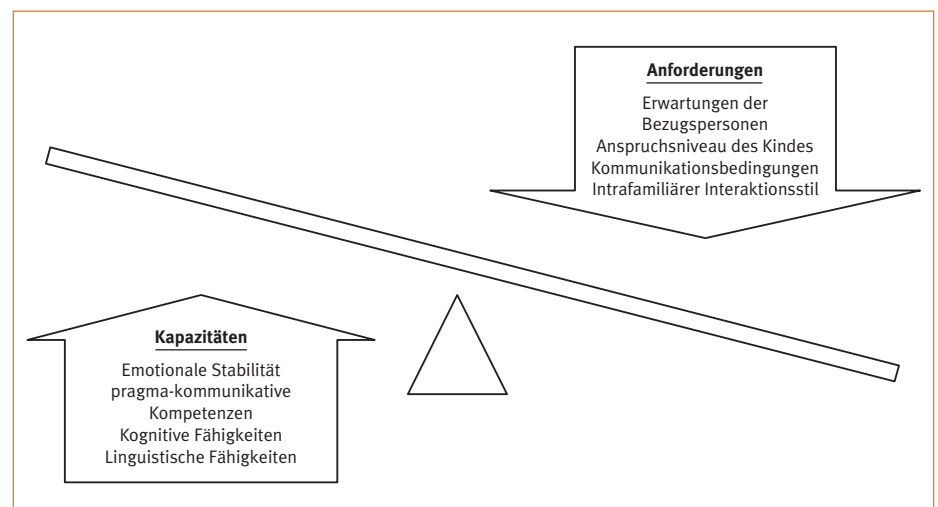 Anforderungen
Erwartungen der
Bezugspersonen
Anspruchsniveau des Kindes
Kommunikationsbedingungen
Intrafamiliärer Interaktionsstil
Kapazitäten
Emotionale Stabilität
pragma-kommunikative
Kompetenzen
Kognitive Fähigkeiten
Linguistische Fähigkeiten